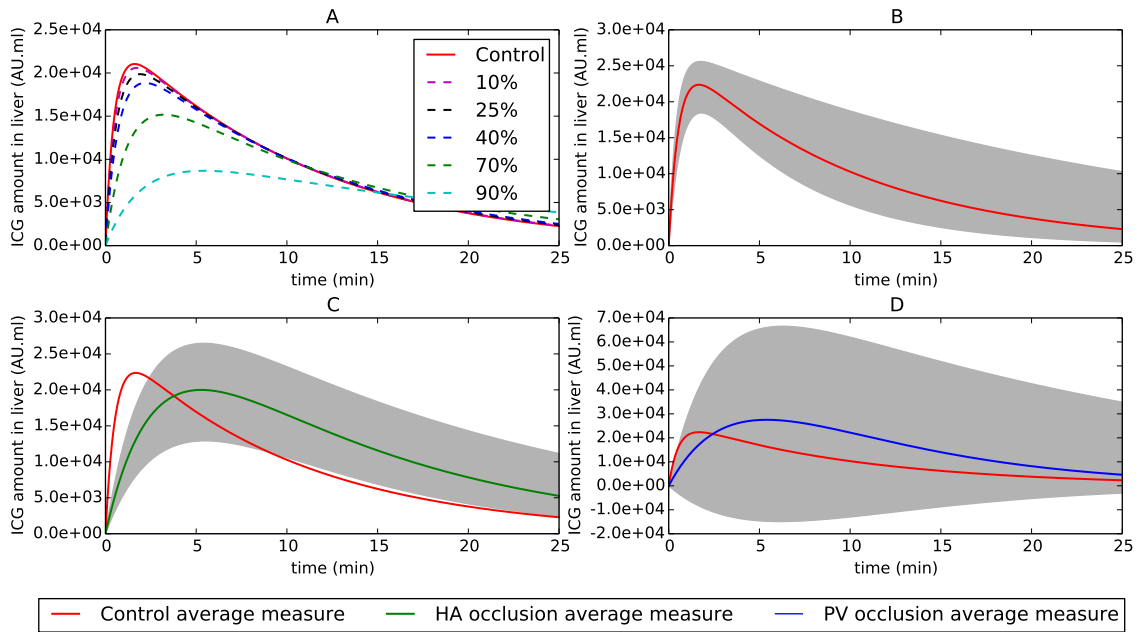 A
ICG amount in liver (AU.ml)
2.5e+04
2.0e+04
1.5e+04
1.0e+04
5.0e+03
0.0e+00
Control
10%
25%
40%
70%
90%
0 5 10 15 20 25
time (min)
B
ICG amount in liver (AU.ml)
3.0e+04
2.5e+04
2.0e+04
1.5e+04
1.0e+04
5.0e+03
0.0e+00
0 5 10 15 20 25
time (min)
C
ICG amount in liver (AU.ml)
3.0e+04
2.5e+04
2.0e+04
1.5e+04
1.0e+04
5.0e+03
0.0e+00
0 5 10 15 20 25
time (min)
D
ICG amount in liver (AU.ml)
7.0e+04
6.0e+04
5.0e+04
4.0e+04
3.0e+04
2.0e+04
1.0e+04
0.0e+00
-1.0e+04
-2.0e+04
0 5 10 15 20 25
time (min)
Control average measure HA occlusion average measure PV occlusion average measure